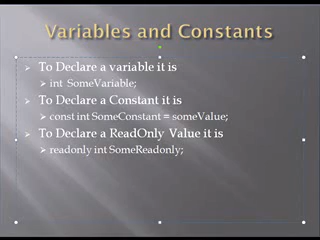 Variables and Constants
To Declare a variable it is
int SomeVariable;
To Declare a Constant it is
const int SomeConstant = someValue;
To Declare a ReadOnly Value it is
readonly int SomeReadonly;